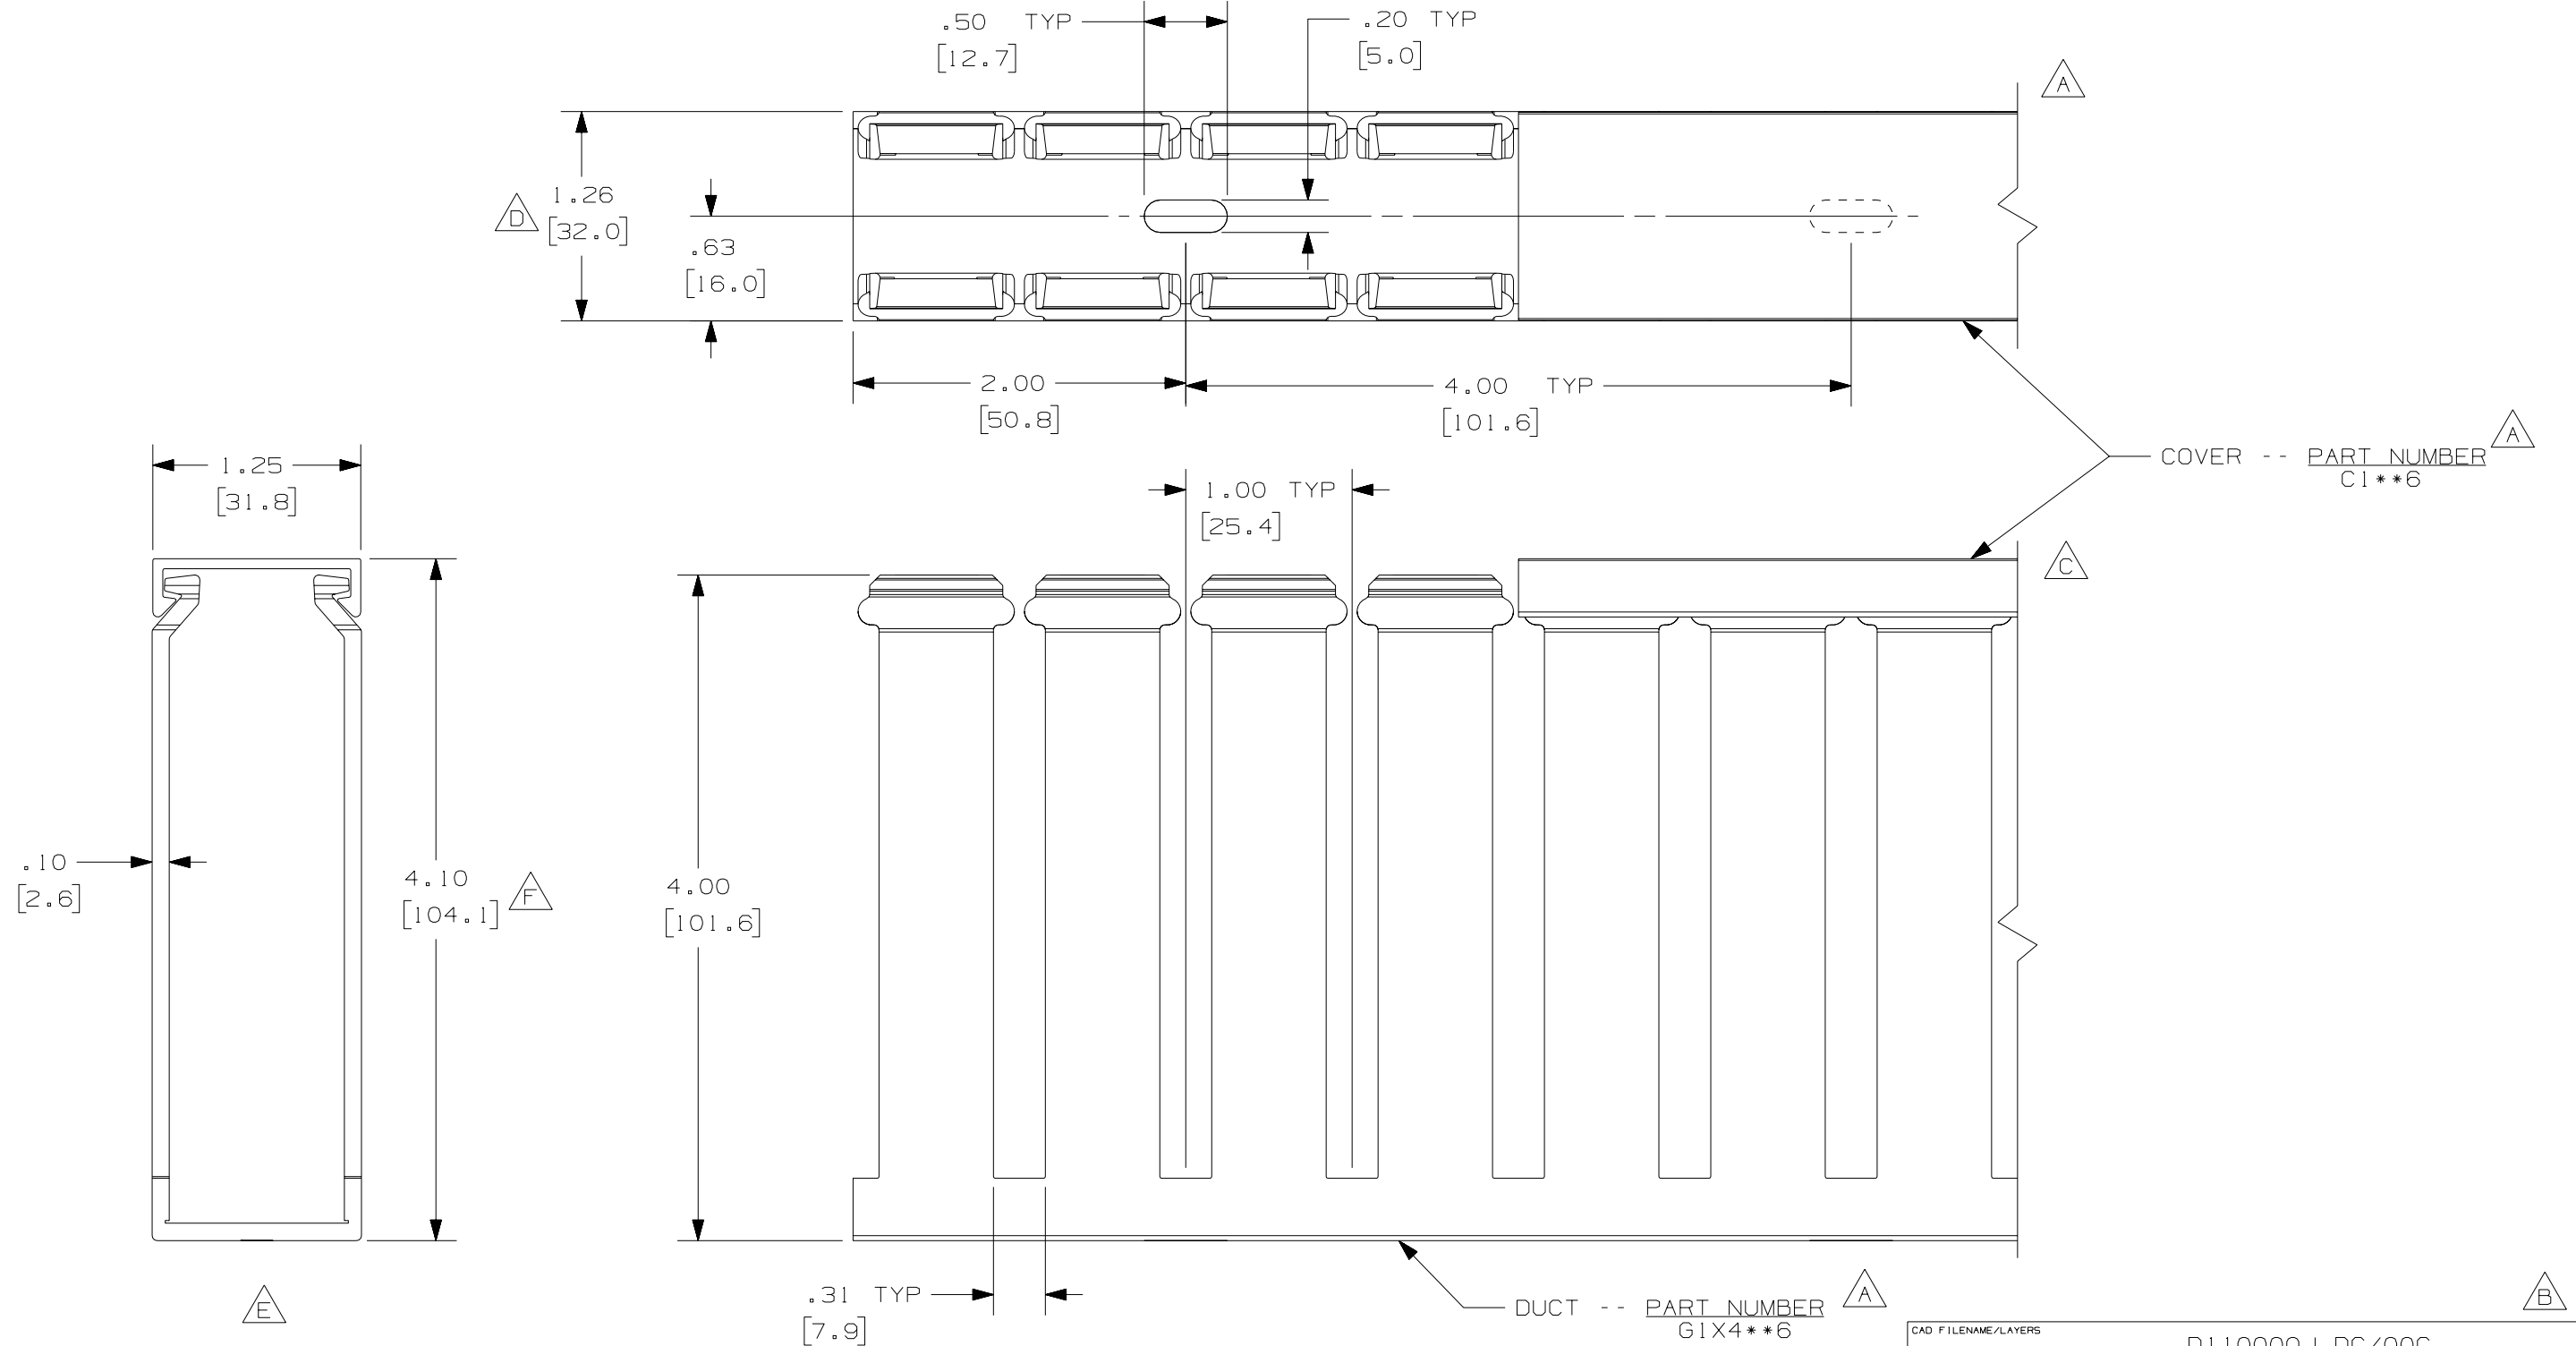 .50 TYP
[12.7]
.20 TYP
[5.0]
A
D
1.26
[32.0]
.63
[16.0]
2.00
[50.8]
4.00 TYP
[101.6]
A
COVER -- PART NUMBER
C1**6
1.25
[31.8]
1.00 TYP
[25.4]
C
.10
[2.6]
4.10
[104.1]
F
4.00
[101.6]
E
.31 TYP
[7.9]
DUCT -- PART NUMBER
G1X4**6
A
B
CAD FILENAME/LAYERS